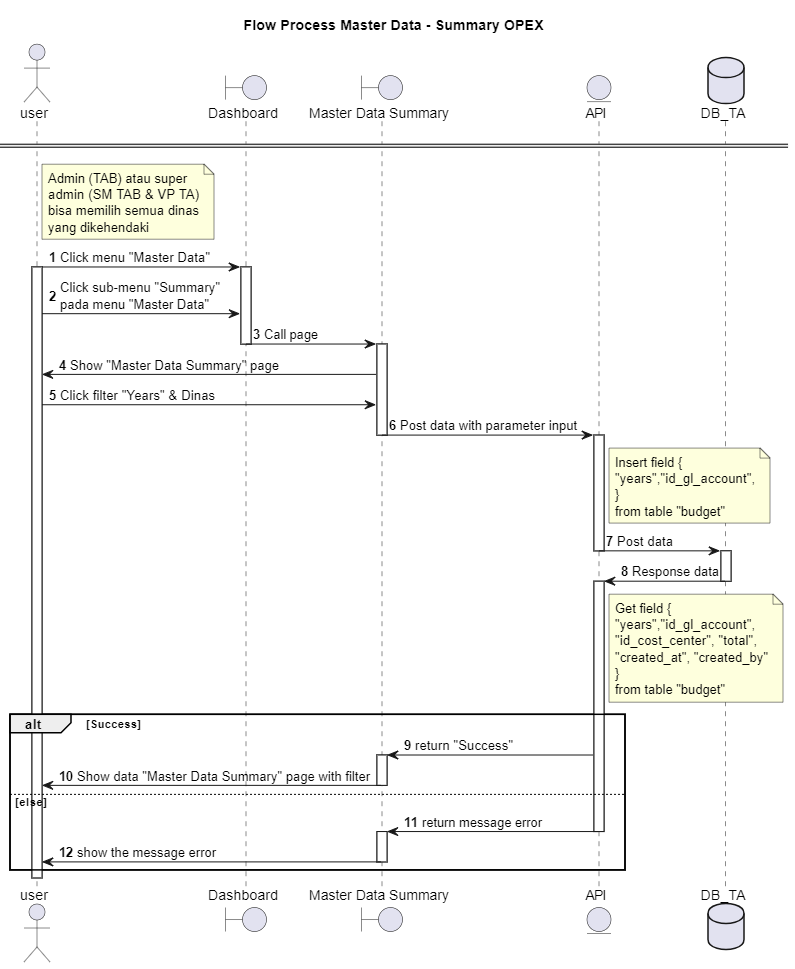 Flow Process Master Data - Summary OPEX
user
Dashboard
Master Data Summary
API
DB_TA
Admin (TAB) atau super
admin (SM TAB & VP TA)
bisa memilih semua dinas
yang dikehendaki
1 Click menu "Master Data"
2 Click sub-menu "Summary"
pada menu "Master Data"
3 Call page
4 Show "Master Data Summary" page
5 Click filter "Years" & Dinas
6 Post data with parameter input
Insert field {
"years","id_gl_account",
}
from table "budget"
7 Post data
8 Response data
Get field {
"years","id_gl_account",
"id_cost_center", "total",
"created_at", "created_by"
}
from table "budget"
alt [Success]
9 return "Success"
10 Show data "Master Data Summary" page with filter
[else]
11 return message error
12 show the message error
user
Dashboard
Master Data Summary
API
DB_TA